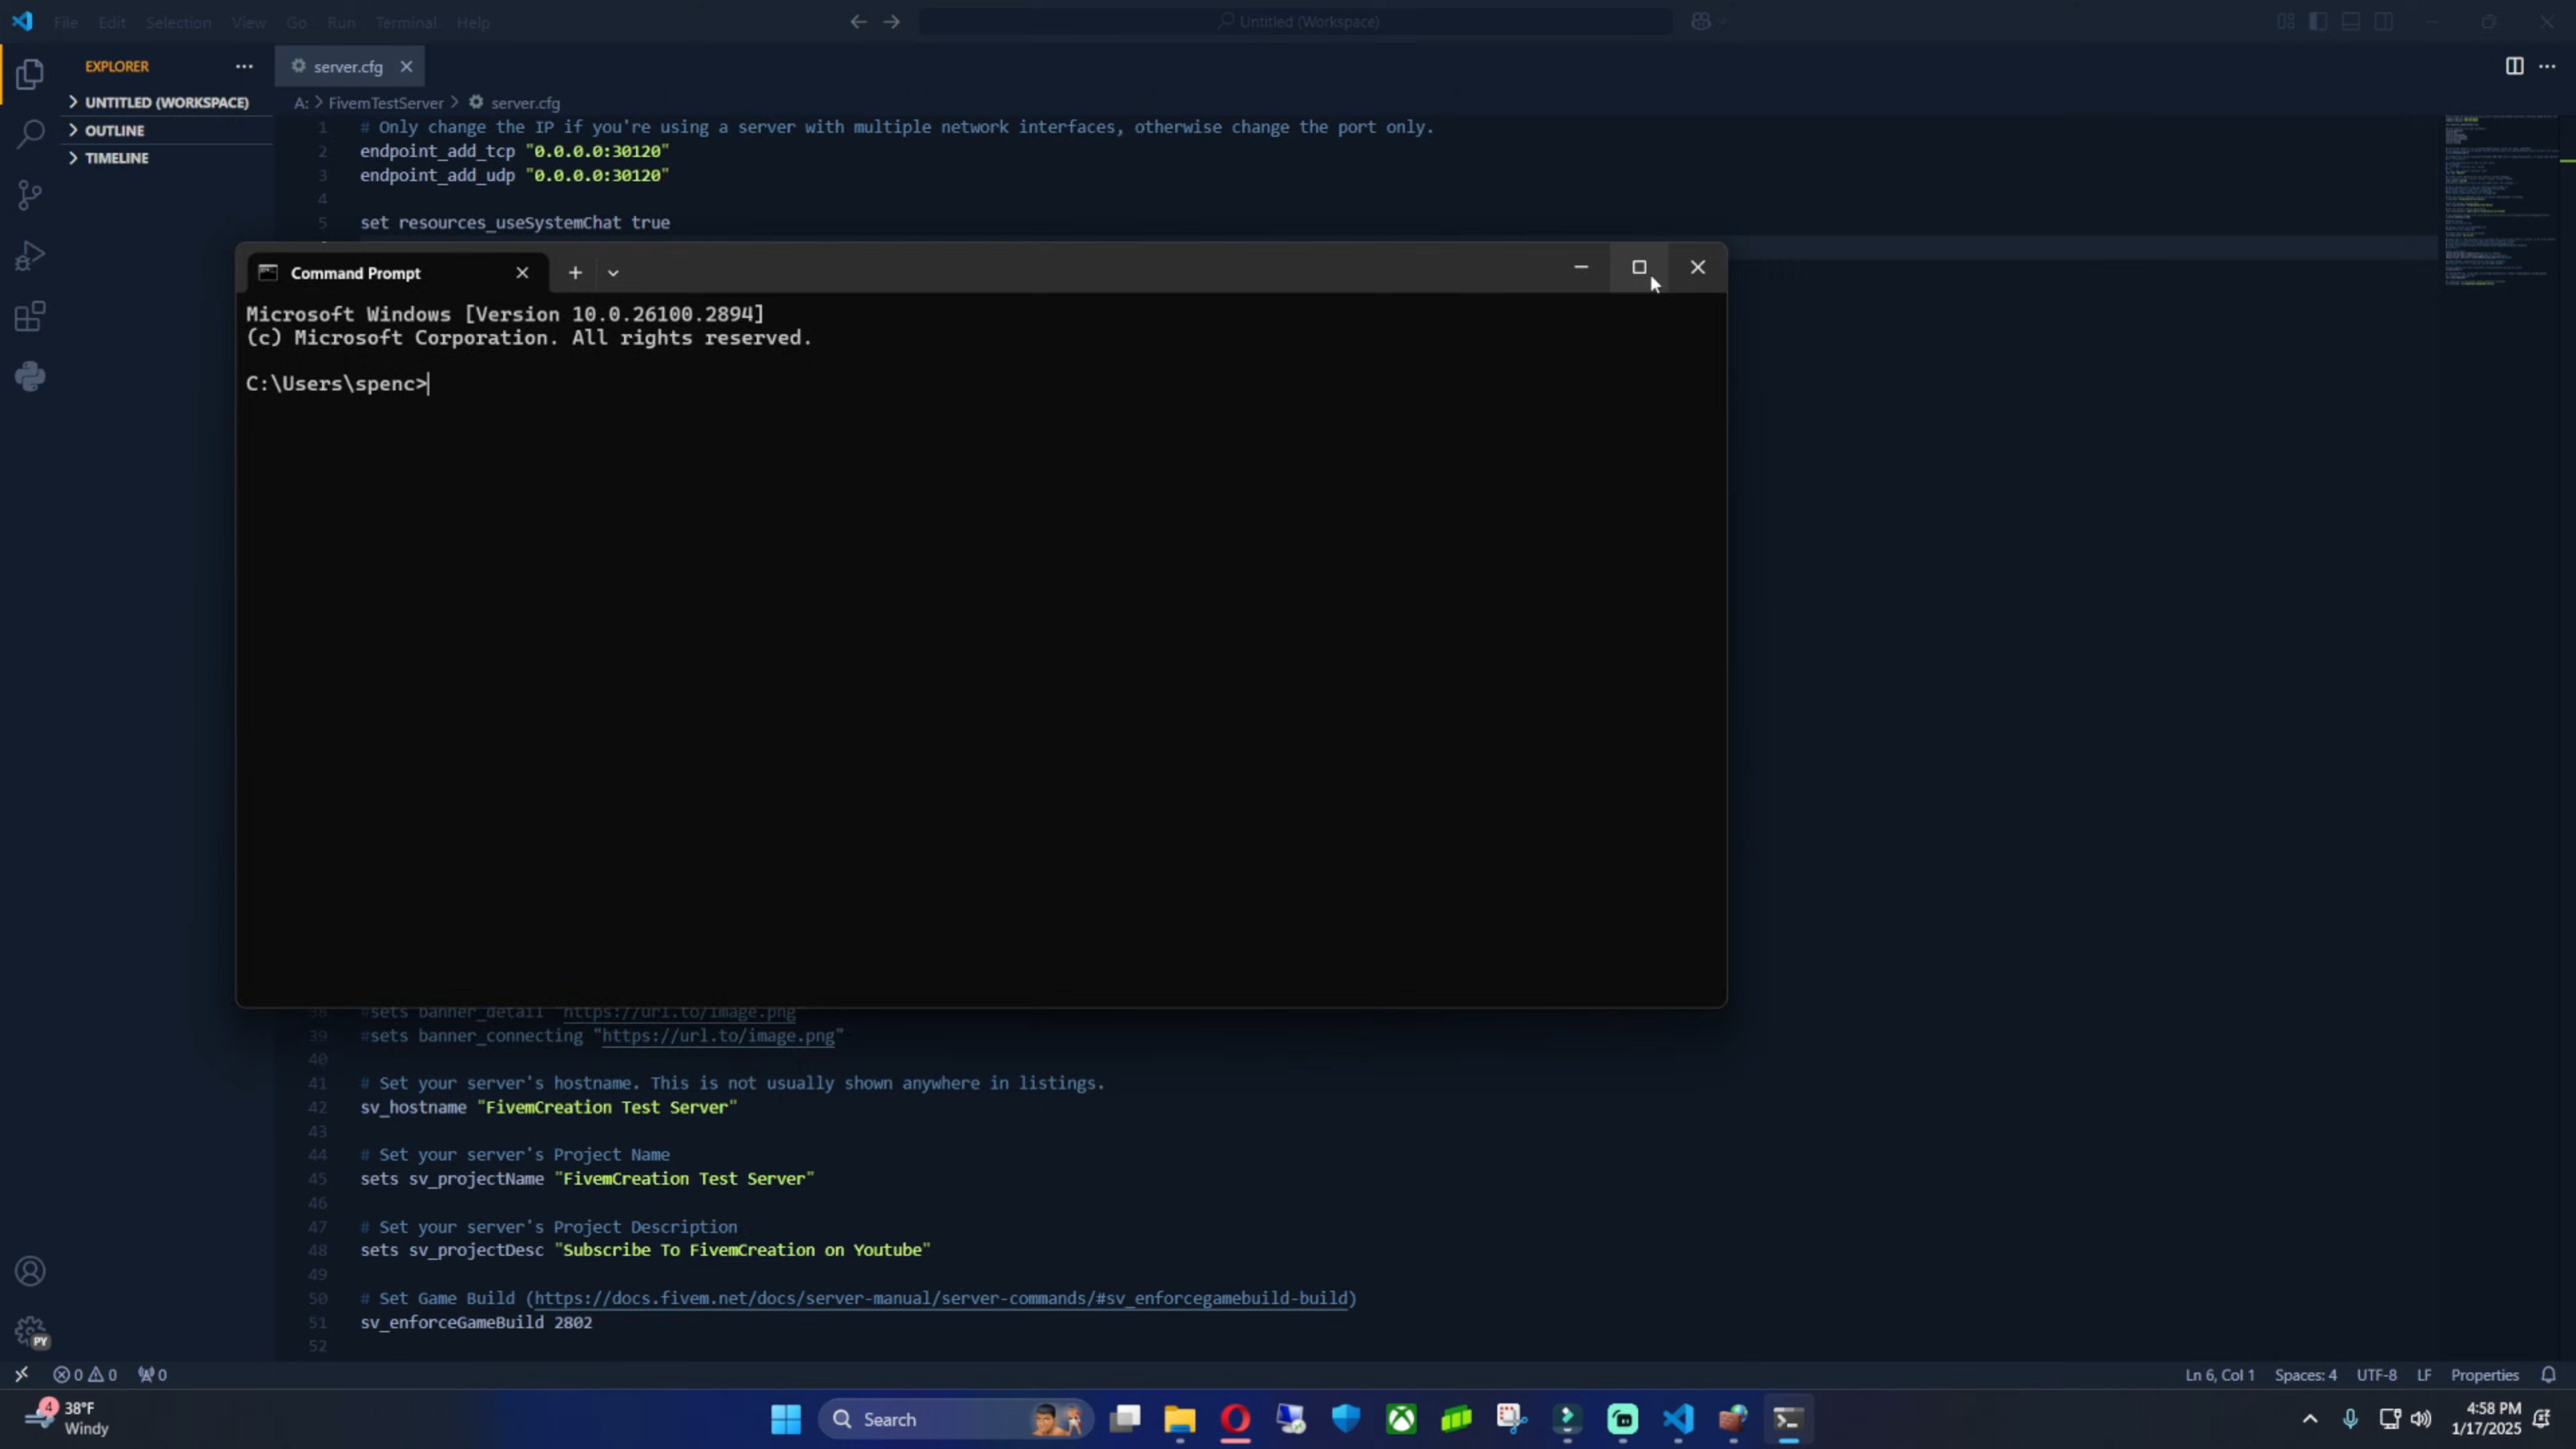 File Edit Selection View Go Run Terminal Help
Untitled (Workspace)
EXPLORER
server.cfg
UNTITLED (WORKSPACE)
OUTLINE
TIMELINE
A: > FivemTestServer > server.cfg
1 # Only change the IP if you're using a server with multiple network interfaces, otherwise change the port only.
2 endpoint_add_tcp "0.0.0.0:30120"
3 endpoint_add_udp "0.0.0.0:30120"
4
5 set resources_useSystemChat true
Command Prompt
Microsoft Windows [Version 10.0.26100.2894]
(c) Microsoft Corporation. All rights reserved.
C:\Users\spenc>
38 #sets banner_detail "https://url.to/image.png"
39 #sets banner_connecting "https://url.to/image.png"
40
41 # Set your server's hostname. This is not usually shown anywhere in listings.
42 sv_hostname "FivemCreation Test Server"
43
44 # Set your server's Project Name
45 sets sv_projectName "FivemCreation Test Server"
46
47 # Set your server's Project Description
48 sets sv_projectDesc "Subscribe To FivemCreation on Youtube"
49
50 # Set Game Build (https://docs.fivem.net/docs/server-manual/server-commands/#sv_enforcegamebuild-build)
51 sv_enforceGameBuild 2802
52
PY
0 0 0
Ln 6, Col 1 Spaces: 4 UTF-8 LF Properties
4
38°F
Windy
Search
4:58 PM
1/17/2025